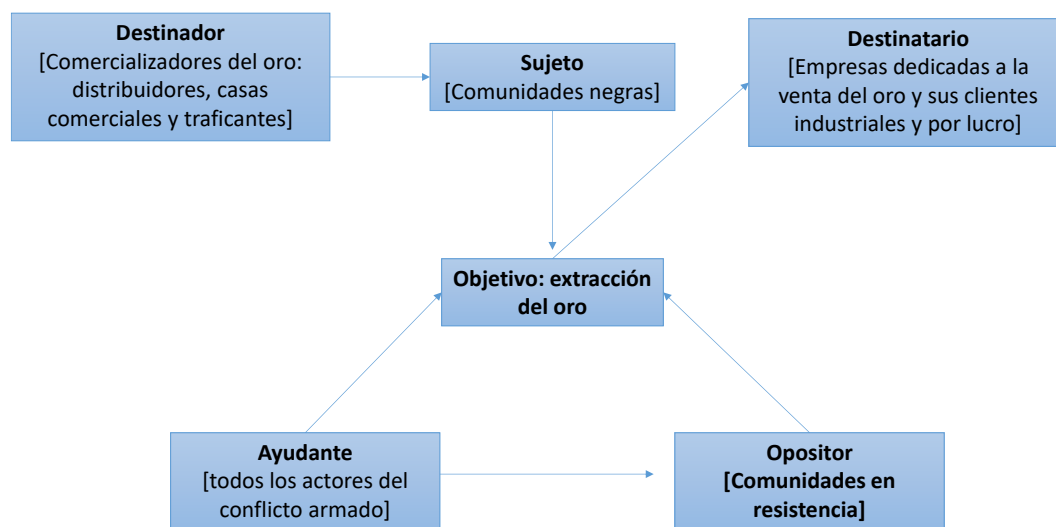 Destinador
[Comercializadores del oro:
distribuidores, casas
comerciales y traficantes]
Sujeto
[Comunidades negras]
Destinatario
[Empresas dedicadas a la
venta del oro y sus clientes
industriales y por lucro]
Objetivo: extracción
del oro
Ayudante
[todos los actores del
conflicto armado]
Opositor
[Comunidades en
resistencia]